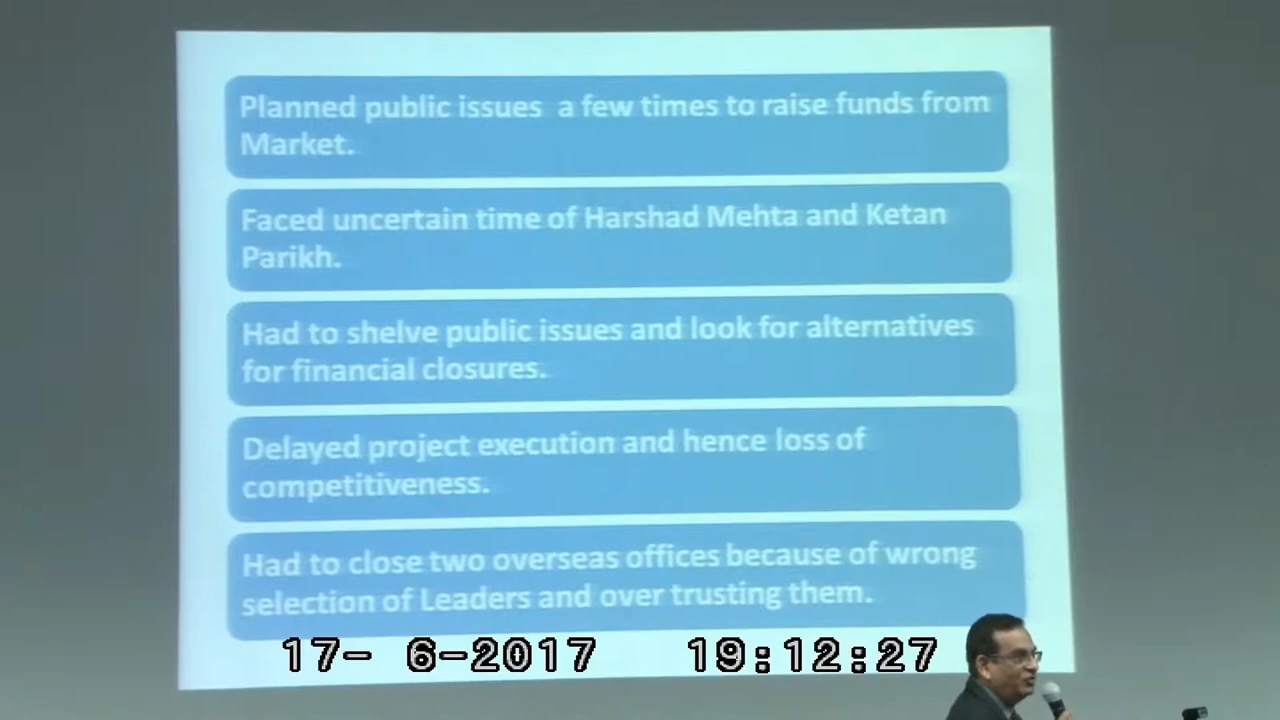 Planned public issues a few times to raise funds from
Market.
Faced uncertain time of Harshad Mehta and Ketan
Parikh.
Had to shelve public issues and look for alternatives
for financial closures.
Delayed project execution and hence loss of
competitiveness.
Had to close two overseas offices because of wrong
selection of Leaders and over trusting them.
17- 6-2017 19:12:27